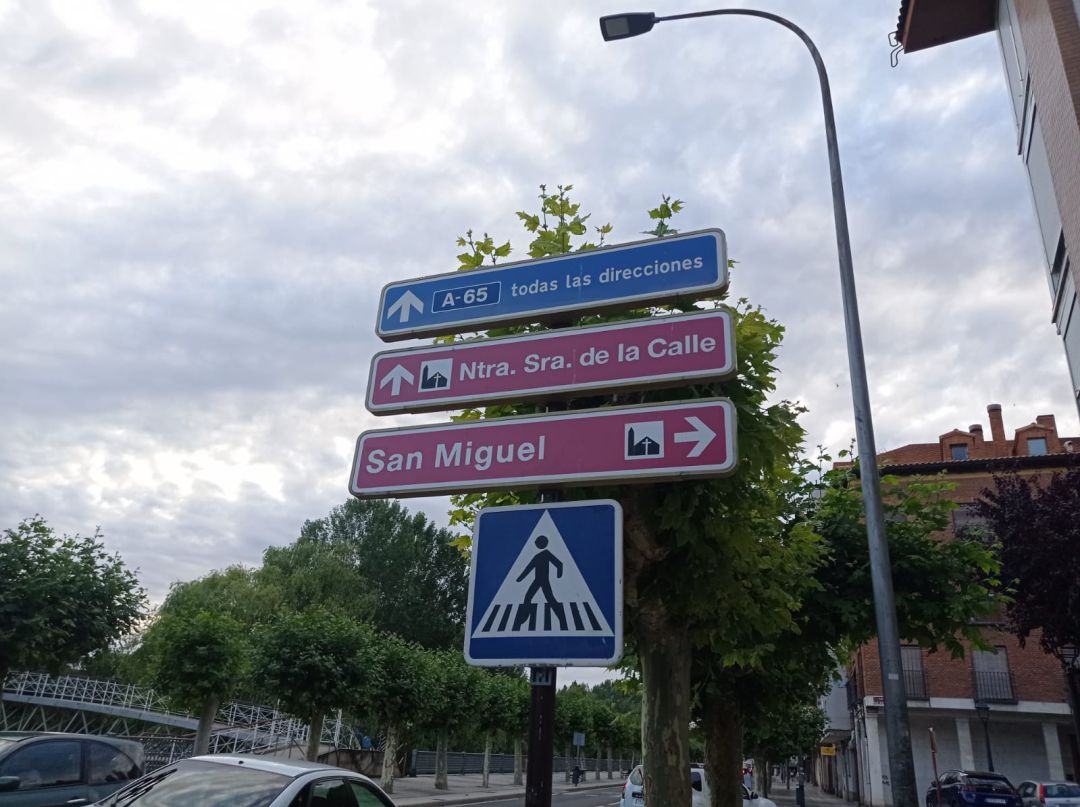 A-65 todas las direcciones
Ntra. Sra. de la Calle
San Miguel